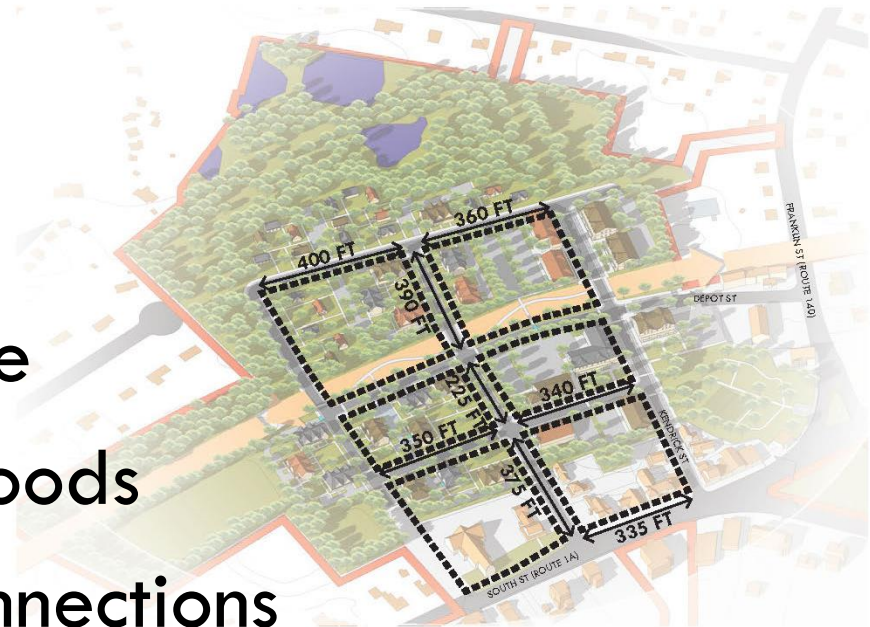 360 FT
400 FT
390 FT
FRANKLIN ST (ROUTE 140)
DEPOT ST
225 FT
340 FT
350 FT
KENDRICK ST
375 FT
335 FT
SOUTH ST (ROUTE 1A)
e
oods
nnections